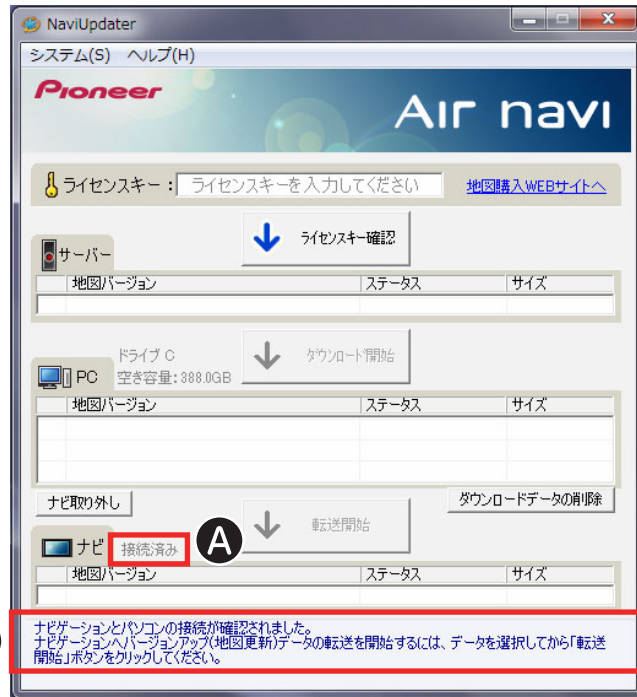 NaviUpdater
システム(S) ヘルプ(H)
Pioneer
AIR navi
ライセンスキー： ライセンスキーを入力してください 地図購入WEBサイトへ
ライセンスキー確認
サーバー
地図バージョン ステータス サイズ
ドライブ C
空き容量：388.0GB
ダウンロード開始
PC
地図バージョン ステータス サイズ
ナビ取り外し
ダウンロードデータの削除
転送開始
ナビ 接続済み A
地図バージョン ステータス サイズ
ナビゲーションとパソコンの接続が確認されました。
ナビゲーションへバージョンアップ(地図更新)データの転送を開始するには、データを選択してから「転送
開始」ボタンをクリックしてください。